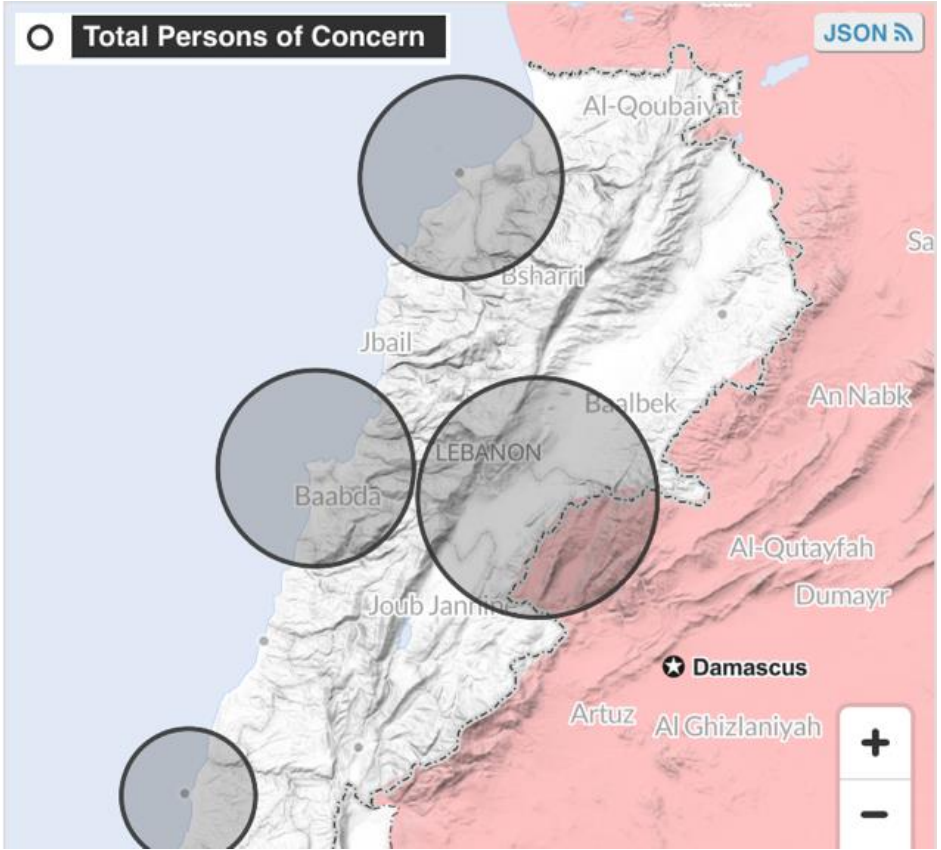 Total Persons of Concern
JSON
Al-Qoubaiyat
Sa
Bsharri
Jbail
An Nabk
Baalbek
LEBANON
Baabda
Al-Qutayfah
Dumayr
Joub Jannine
Damascus
Artuz
Al Ghizlaniyah
+
−